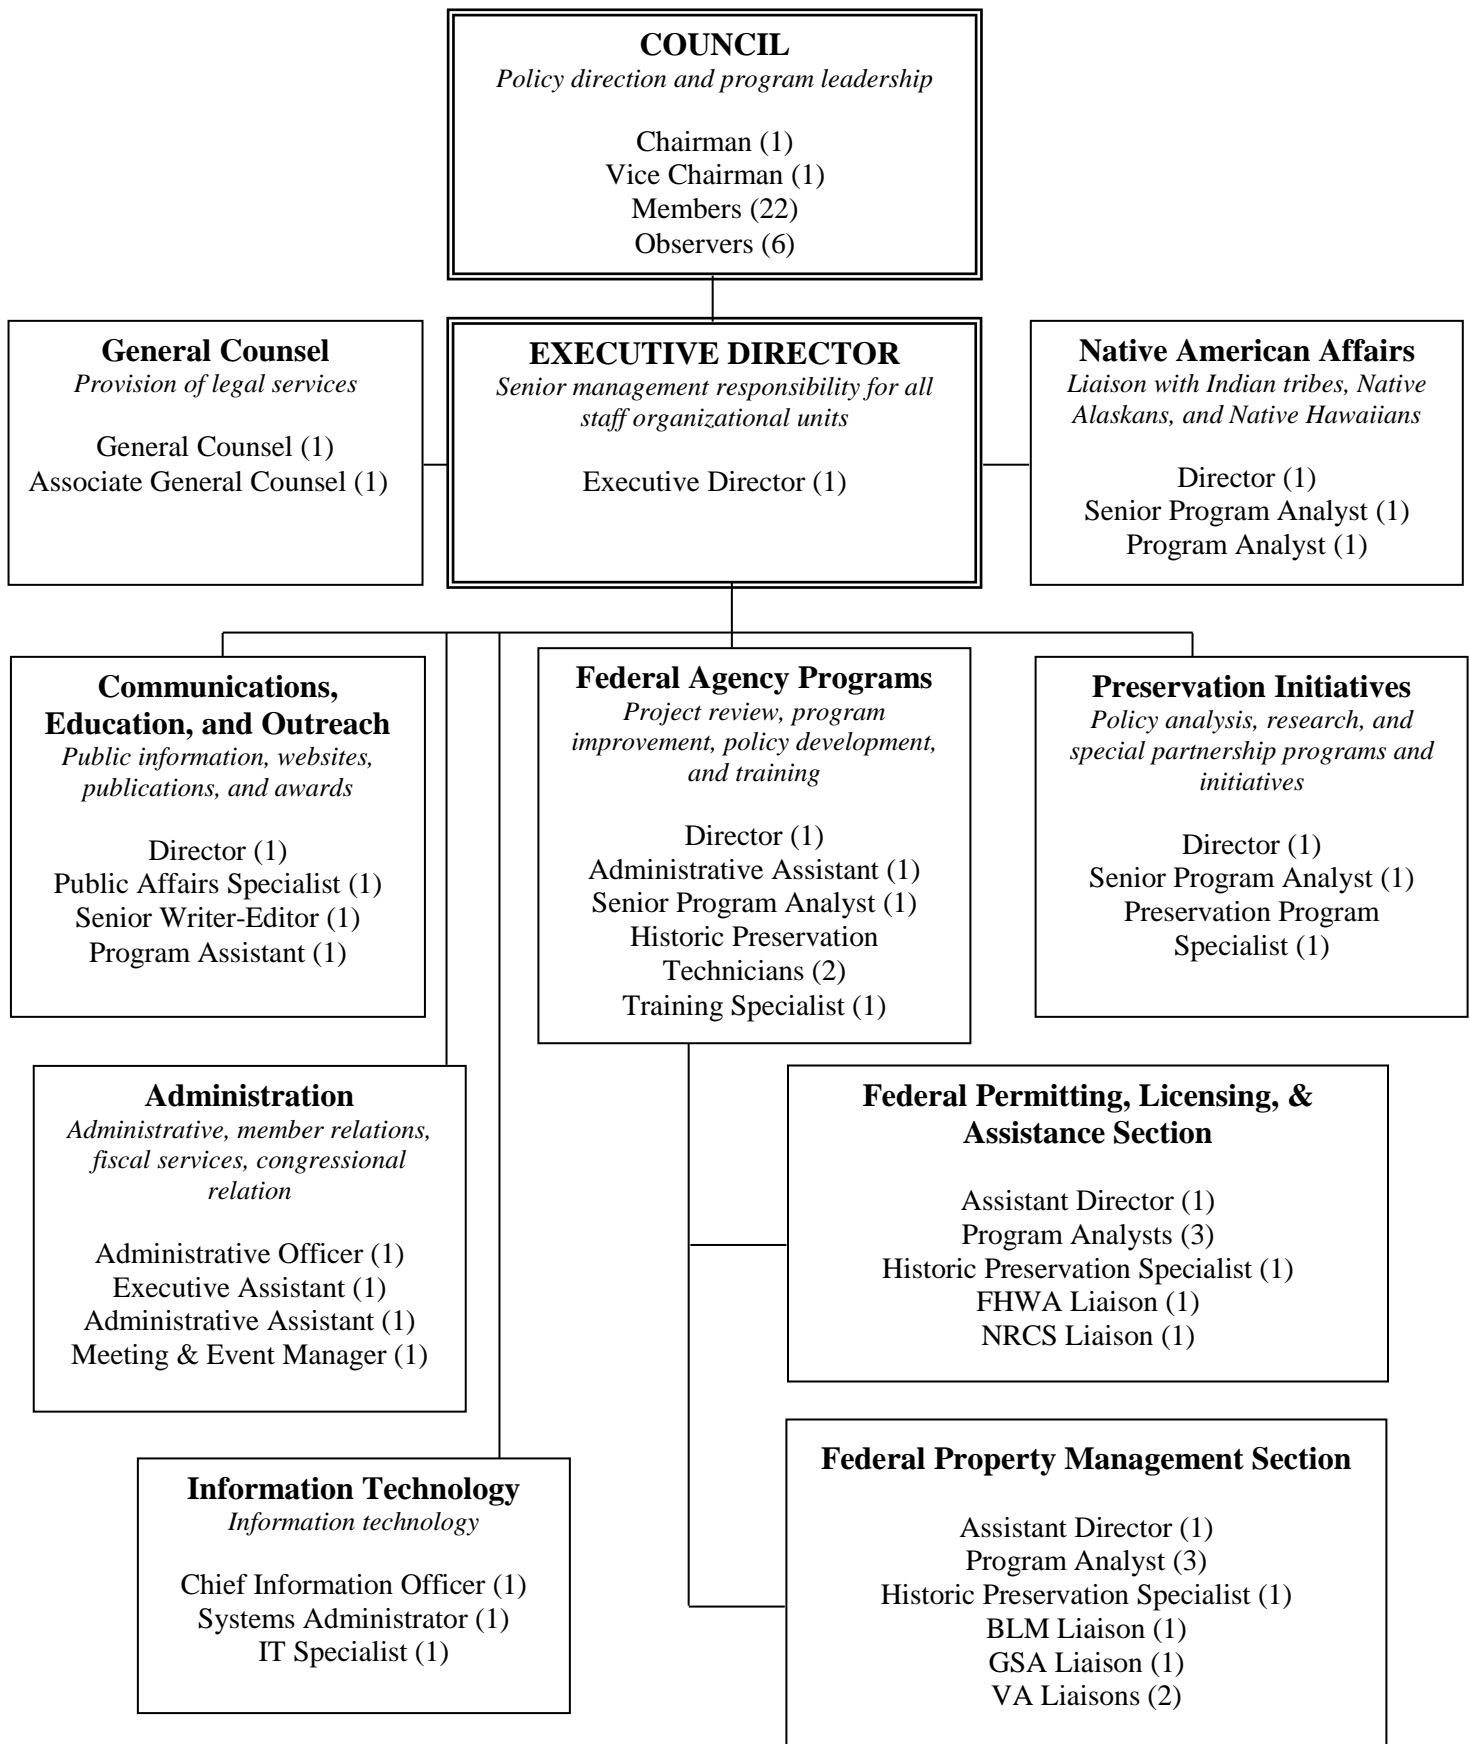 COUNCIL
Policy direction and program leadership
Chairman (1)
Vice Chairman (1)
Members (22)
Observers (6)
General Counsel
Provision of legal services
General Counsel (1)
Associate General Counsel (1)
EXECUTIVE DIRECTOR
Senior management responsibility for all
staff organizational units
Executive Director (1)
Native American Affairs
Liaison with Indian tribes, Native
Alaskans, and Native Hawaiians
Director (1)
Senior Program Analyst (1)
Program Analyst (1)
Communications,
Education, and Outreach
Public information, websites,
publications, and awards
Director (1)
Public Affairs Specialist (1)
Senior Writer-Editor (1)
Program Assistant (1)
Federal Agency Programs
Project review, program
improvement, policy development,
and training
Director (1)
Administrative Assistant (1)
Senior Program Analyst (1)
Historic Preservation
Technicians (2)
Training Specialist (1)
Preservation Initiatives
Policy analysis, research, and
special partnership programs and
initiatives
Director (1)
Senior Program Analyst (1)
Preservation Program
Specialist (1)
Administration
Administrative, member relations,
fiscal services, congressional
relation
Administrative Officer (1)
Executive Assistant (1)
Administrative Assistant (1)
Meeting & Event Manager (1)
Federal Permitting, Licensing, &
Assistance Section
Assistant Director (1)
Program Analysts (3)
Historic Preservation Specialist (1)
FHWA Liaison (1)
NRCS Liaison (1)
Information Technology
Information technology
Chief Information Officer (1)
Systems Administrator (1)
IT Specialist (1)
Federal Property Management Section
Assistant Director (1)
Program Analyst (3)
Historic Preservation Specialist (1)
BLM Liaison (1)
GSA Liaison (1)
VA Liaisons (2)